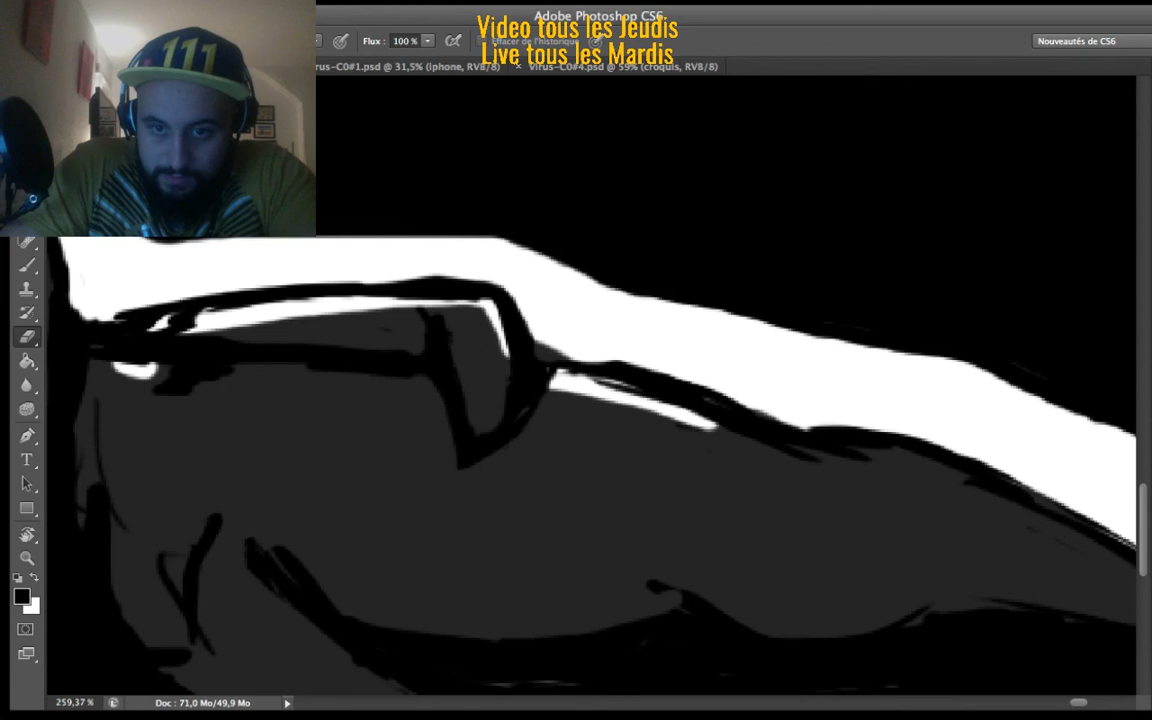 Adobe Photoshop CS6
Video tous les Jeudis
Flux : 100 %
Effacer de l'historique
Nouveautés de CS6
Live tous les Mardis
rus-C0#1.psd @ 31,5% (iphone, RVB/8)
× Virus-C0#4.psd @ 59% (croquis, RVB/8)
111
T
259,37 %
Doc : 71,0 Mo/49,9 Mo